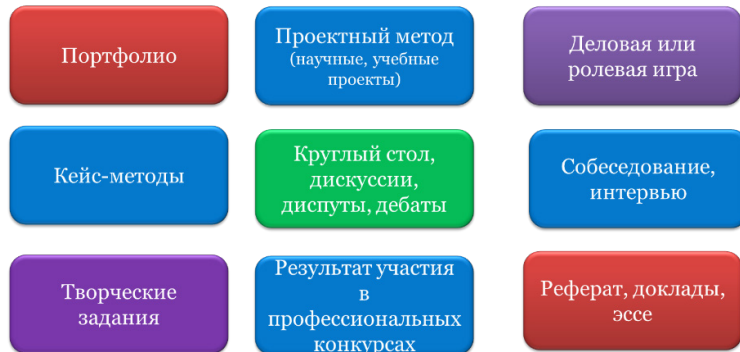 Портфолио
Проектный метод
(научные, учебные
проекты)
Деловая или
ролевая игра
Кейс-методы
Круглый стол,
дискуссии,
диспуты, дебаты
Собеседование,
интервью
Творческие
задания
Результат участия
в
профессиональных
конкурсах
Реферат, доклады,
эссе